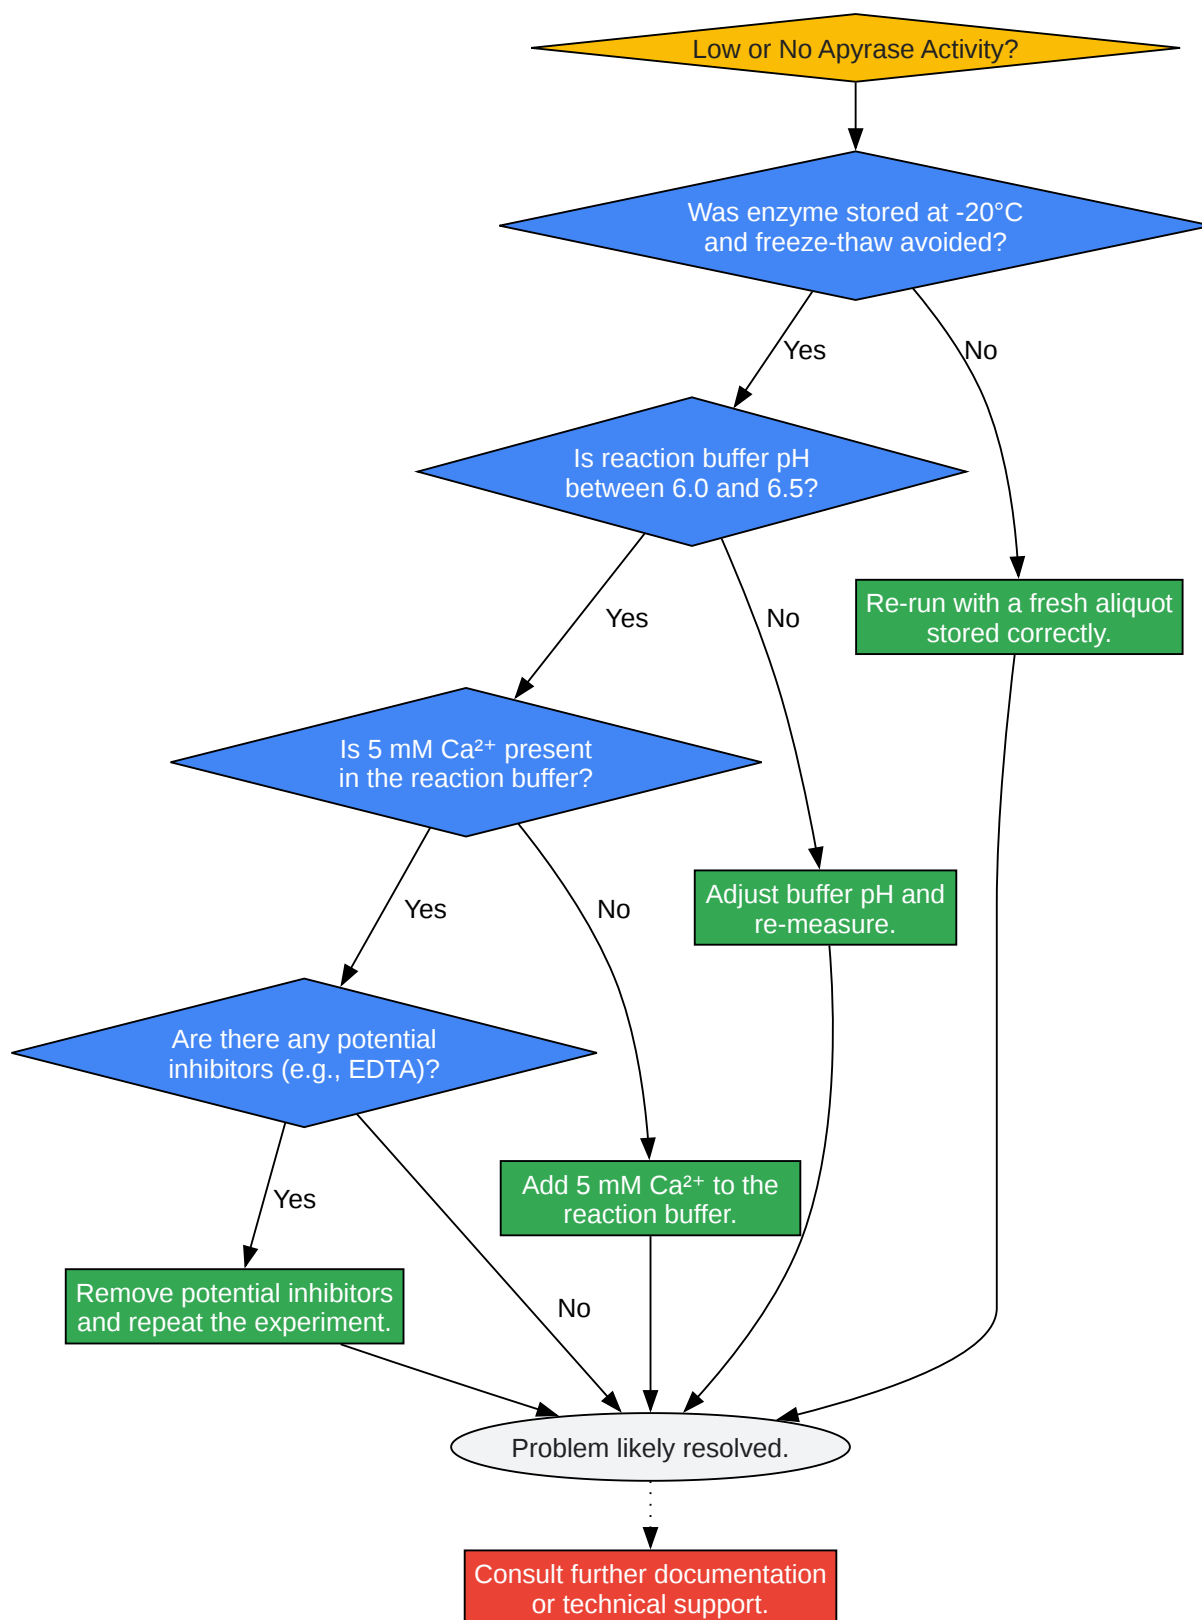 Low or No Apyrase Activity?
Was enzyme stored at -20°C
and freeze-thaw avoided?
Yes
No
Is reaction buffer pH
between 6.0 and 6.5?
Re-run with a fresh aliquot
stored correctly.
Yes
No
Is 5 mM Ca²⁺ present
in the reaction buffer?
Adjust buffer pH and
re-measure.
Yes
No
Are there any potential
inhibitors (e.g., EDTA)?
Add 5 mM Ca²⁺ to the
reaction buffer.
Yes
No
Remove potential inhibitors
and repeat the experiment.
Problem likely resolved.
Consult further documentation
or technical support.